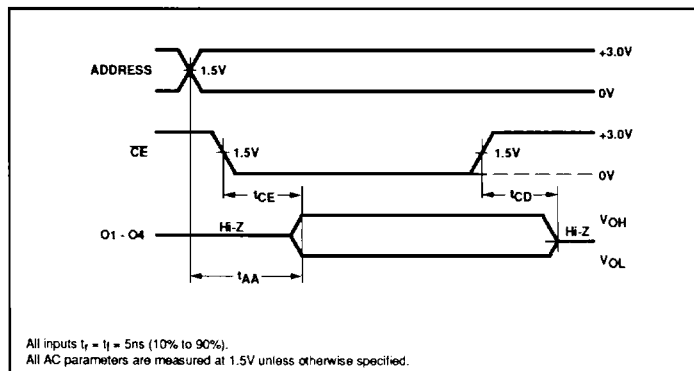 +3.0V
ADDRESS
1.5V
0V
+3.0V
C̅E̅
1.5V
1.5V
0V
tCE
tCD
VOH
O1 - O4
Hi-Z
Hi-Z
VOL
tAA
All inputs tr = tf = 5ns (10% to 90%).
All AC parameters are measured at 1.5V unless otherwise specified.